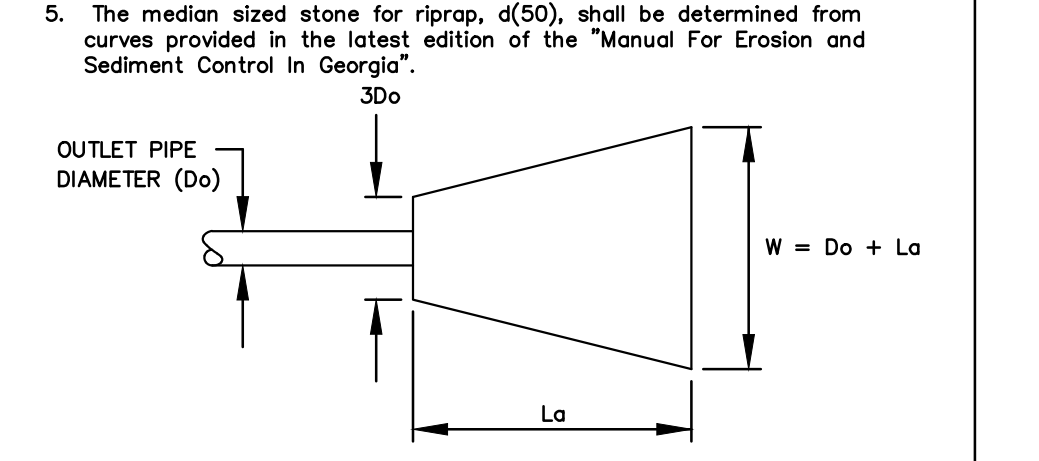 5. The median sized stone for riprap, d(50), shall be determined from
curves provided in the latest edition of the "Manual For Erosion and
Sediment Control In Georgia".
3Do
OUTLET PIPE
DIAMETER (Do)
W = Do + La
La